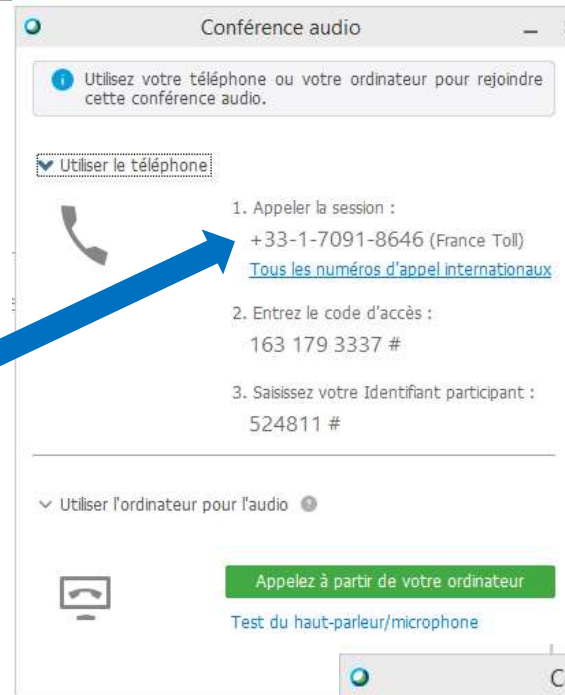 Conférence audio
Utilisez votre téléphone ou votre ordinateur pour rejoindre
cette conférence audio.
Utiliser le téléphone
1. Appeler la session :
+33-1-7091-8646 (France Toll)
Tous les numéros d'appel internationaux
2. Entrez le code d'accès :
163 179 3337 #
3. Saisissez votre Identifiant participant :
524811 #
Utiliser l'ordinateur pour l'audio
Appelez à partir de votre ordinateur
Test du haut-parleur/microphone